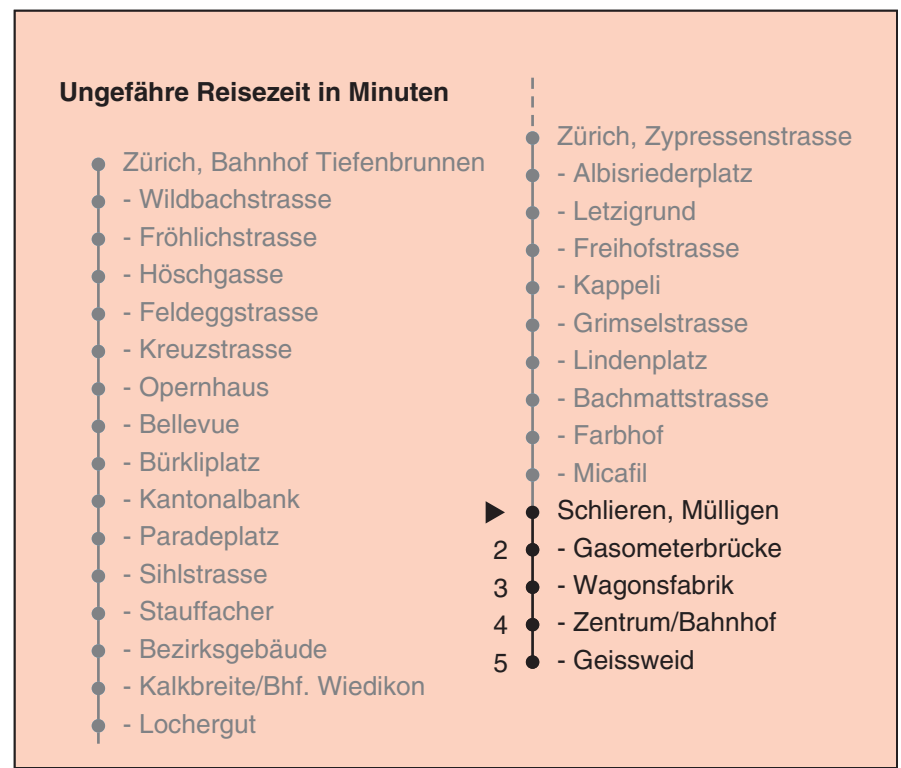 Ungefähre Reisezeit in Minuten
Zürich, Bahnhof Tiefenbrunnen
- Wildbachstrasse
- Fröhlichstrasse
- Höschgasse
- Feldeggstrasse
- Kreuzstrasse
- Opernhaus
- Bellevue
- Bürkliplatz
- Kantonalbank
- Paradeplatz
- Sihlstrasse
- Stauffacher
- Bezirksgebäude
- Kalkbreite/Bhf. Wiedikon
- Lochergut
Zürich, Zypressenstrasse
- Albisriederplatz
- Letzigrund
- Freihofstrasse
- Kappeli
- Grimselstrasse
- Lindenplatz
- Bachmattstrasse
- Farbhof
- Micafil
Schlieren, Mülligen
2 - Gasometerbrücke
3 - Wagonsfabrik
4 - Zentrum/Bahnhof
5 - Geissweid